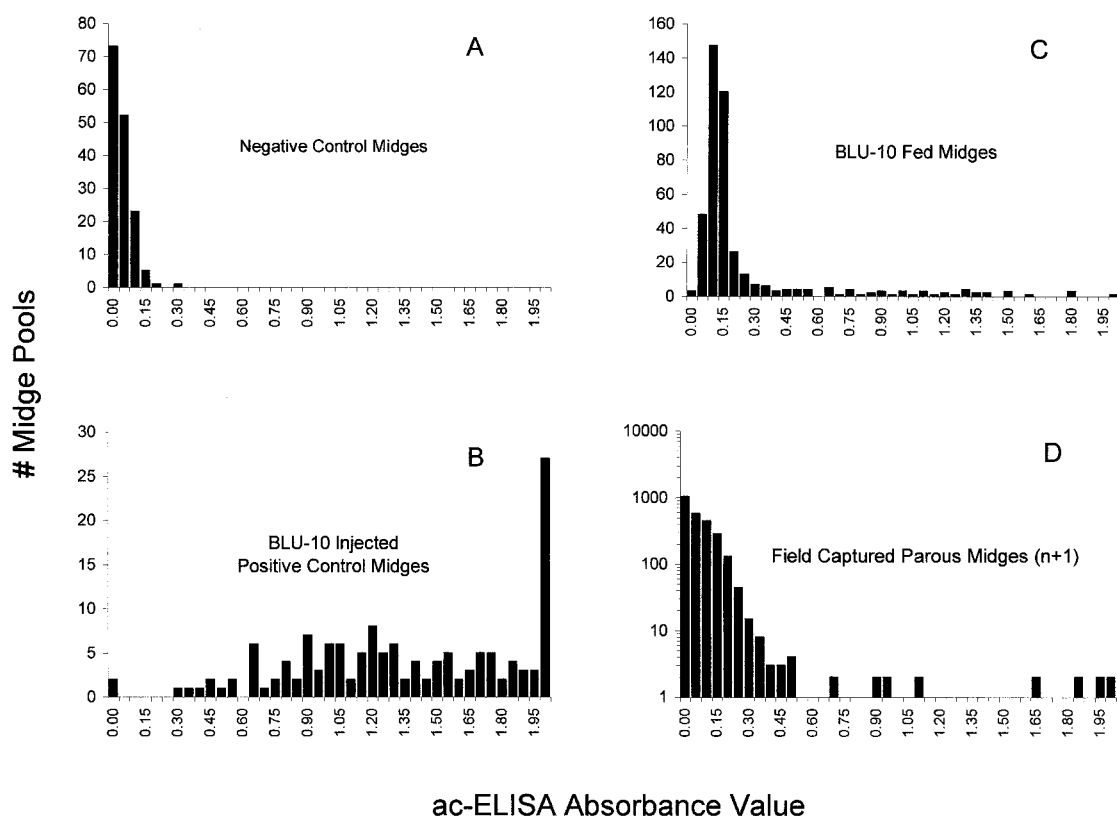 # Midge Pools
A
80
70
60
50
40
30
20
10
0
Negative Control Midges
0.00 0.15 0.30 0.45 0.60 0.75 0.90 1.05 1.20 1.35 1.50 1.65 1.80 1.95
C
160
140
120
100
80
60
40
20
0
BLU-10 Fed Midges
0.00 0.15 0.30 0.45 0.60 0.75 0.90 1.05 1.20 1.35 1.50 1.65 1.80 1.95
B
30
25
20
15
10
5
0
BLU-10 Injected
Positive Control Midges
0.00 0.15 0.30 0.45 0.60 0.75 0.90 1.05 1.20 1.35 1.50 1.65 1.80 1.95
D
10000
1000
100
10
1
Field Captured Parous Midges (n+1)
0.00 0.15 0.30 0.45 0.60 0.75 0.90 1.05 1.20 1.35 1.50 1.65 1.80 1.95
ac-ELISA Absorbance Value